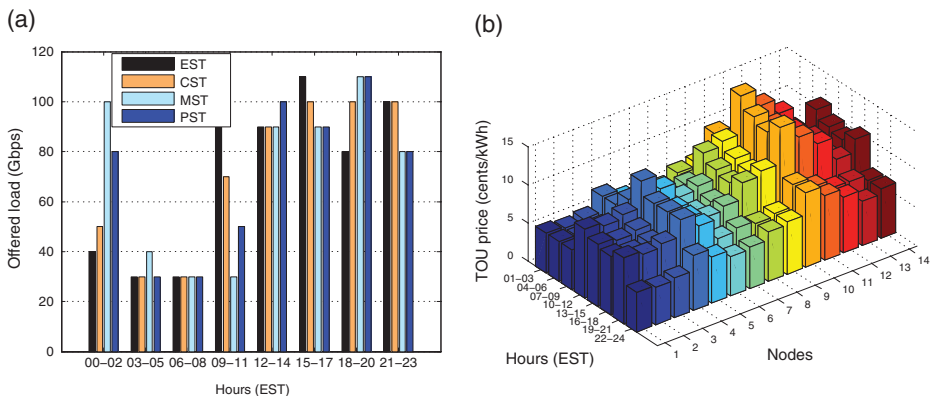 (a)
120
100
80
60
40
20
0
Offered load (Gbps)
EST
CST
MST
PST
00–02 03–05 06–08 09–11 12–14 15–17 18–20 21–23
Hours (EST)
(b)
15
10
5
0
TOU price (cents/kWh)
01–03
04–06
07–09
10–12
13–15
16–18
19–21
22–24
Hours (EST)
1 2 3 4 5 6 7 8 9 10 11 12 13 14
Nodes